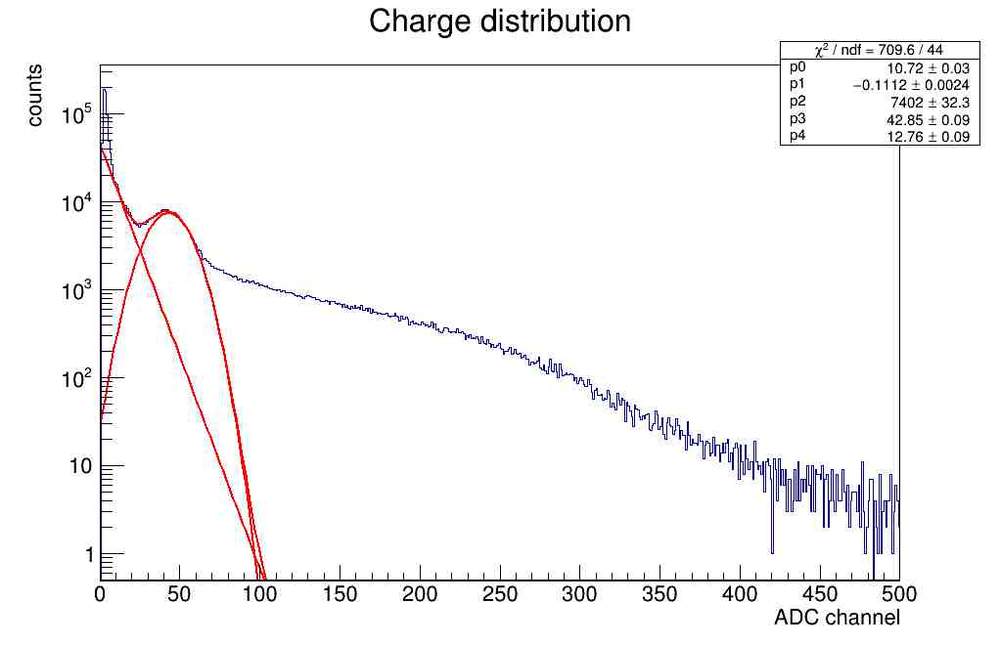 Charge distribution
χ² / ndf = 709.6 / 44
p0 10.72 ± 0.03
p1 −0.1112 ± 0.0024
p2 7402 ± 32.3
p3 42.85 ± 0.09
p4 12.76 ± 0.09
counts
10⁵
10⁴
10³
10²
10
1
0 50 100 150 200 250 300 350 400 450 500
ADC channel